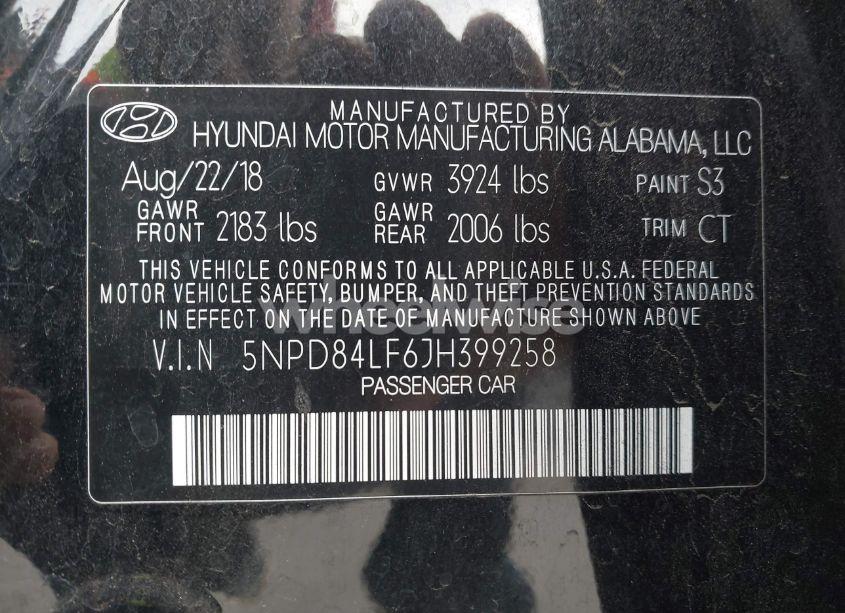 MANUFACTURED BY
HYUNDAI MOTOR MANUFACTURING ALABAMA, LLC
Aug/22/18 GVWR 3924 lbs PAINT S3
GAWR FRONT 2183 lbs GAWR REAR 2006 lbs TRIM CT
THIS VEHICLE CONFORMS TO ALL APPLICABLE U.S.A. FEDERAL
MOTOR VEHICLE SAFETY, BUMPER, AND THEFT PREVENTION STANDARDS
IN EFFECT ON THE DATE OF MANUFACTURE SHOWN ABOVE
wheelwise
V.I.N 5NPD84LF6JH399258
PASSENGER CAR